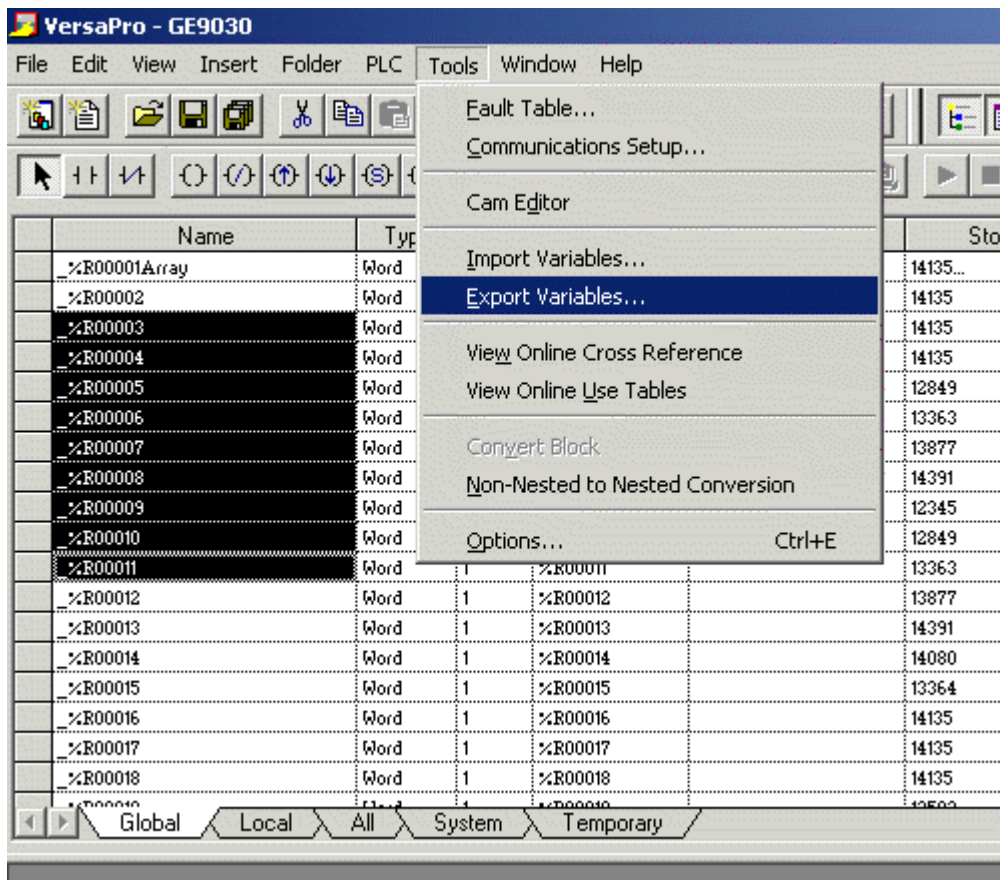 VersaPro - GE9030
File Edit View Insert Folder PLC Tools Window Help
Fault Table...
Communications Setup...
Cam Editor
Import Variables...
Export Variables...
View Online Cross Reference
View Online Use Tables
Convert Block
Non-Nested to Nested Conversion
Options... Ctrl+E
Name Typ Sto
_%R00001Array Word 14135...
_%R00002 Word 14135
_%R00003 Word 14135
_%R00004 Word 14135
_%R00005 Word 12849
_%R00006 Word 13363
_%R00007 Word 13877
_%R00008 Word 14391
_%R00009 Word 12345
_%R00010 Word 12849
_%R00011 Word 1 %R00011 13363
_%R00012 Word 1 %R00012 13877
_%R00013 Word 1 %R00013 14391
_%R00014 Word 1 %R00014 14080
_%R00015 Word 1 %R00015 13364
_%R00016 Word 1 %R00016 14135
_%R00017 Word 1 %R00017 14135
_%R00018 Word 1 %R00018 14135
Global Local All System Temporary